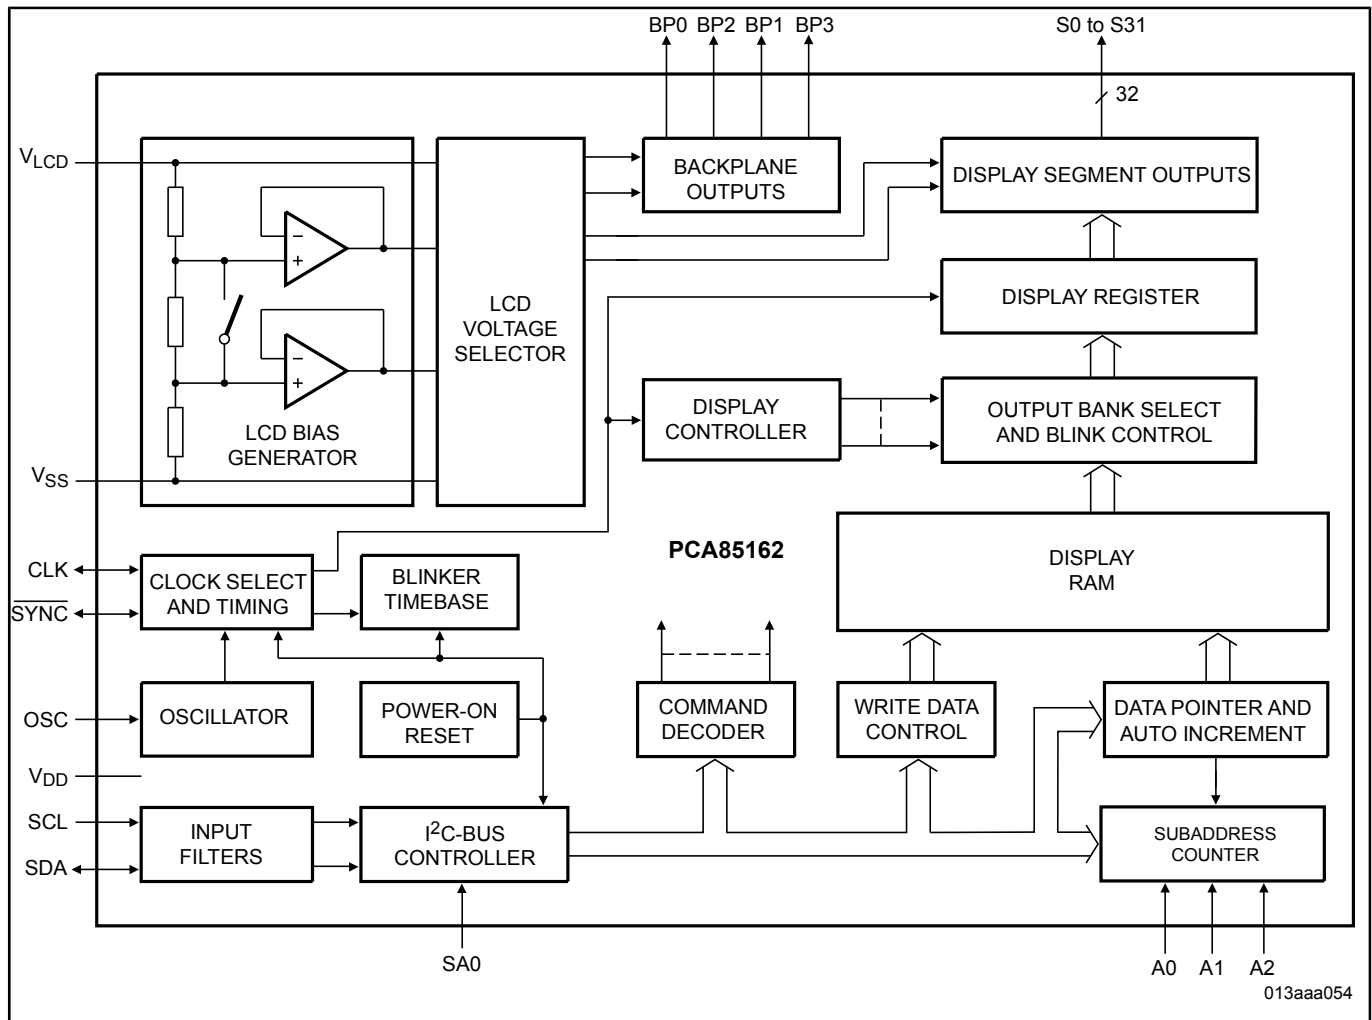 BP0 BP2 BP1 BP3
S0 to S31
32
VLCD
BACKPLANE
OUTPUTS
DISPLAY SEGMENT OUTPUTS
−
+
LCD
VOLTAGE
SELECTOR
DISPLAY REGISTER
−
+
LCD BIAS
GENERATOR
DISPLAY
CONTROLLER
OUTPUT BANK SELECT
AND BLINK CONTROL
VSS
PCA85162
DISPLAY
RAM
CLK
SYNC
CLOCK SELECT
AND TIMING
BLINKER
TIMEBASE
OSC
OSCILLATOR
POWER-ON
RESET
COMMAND
DECODER
WRITE DATA
CONTROL
DATA POINTER AND
AUTO INCREMENT
VDD
SCL
SDA
INPUT
FILTERS
I2C-BUS
CONTROLLER
SUBADDRESS
COUNTER
SA0
A0 A1 A2
013aaa054